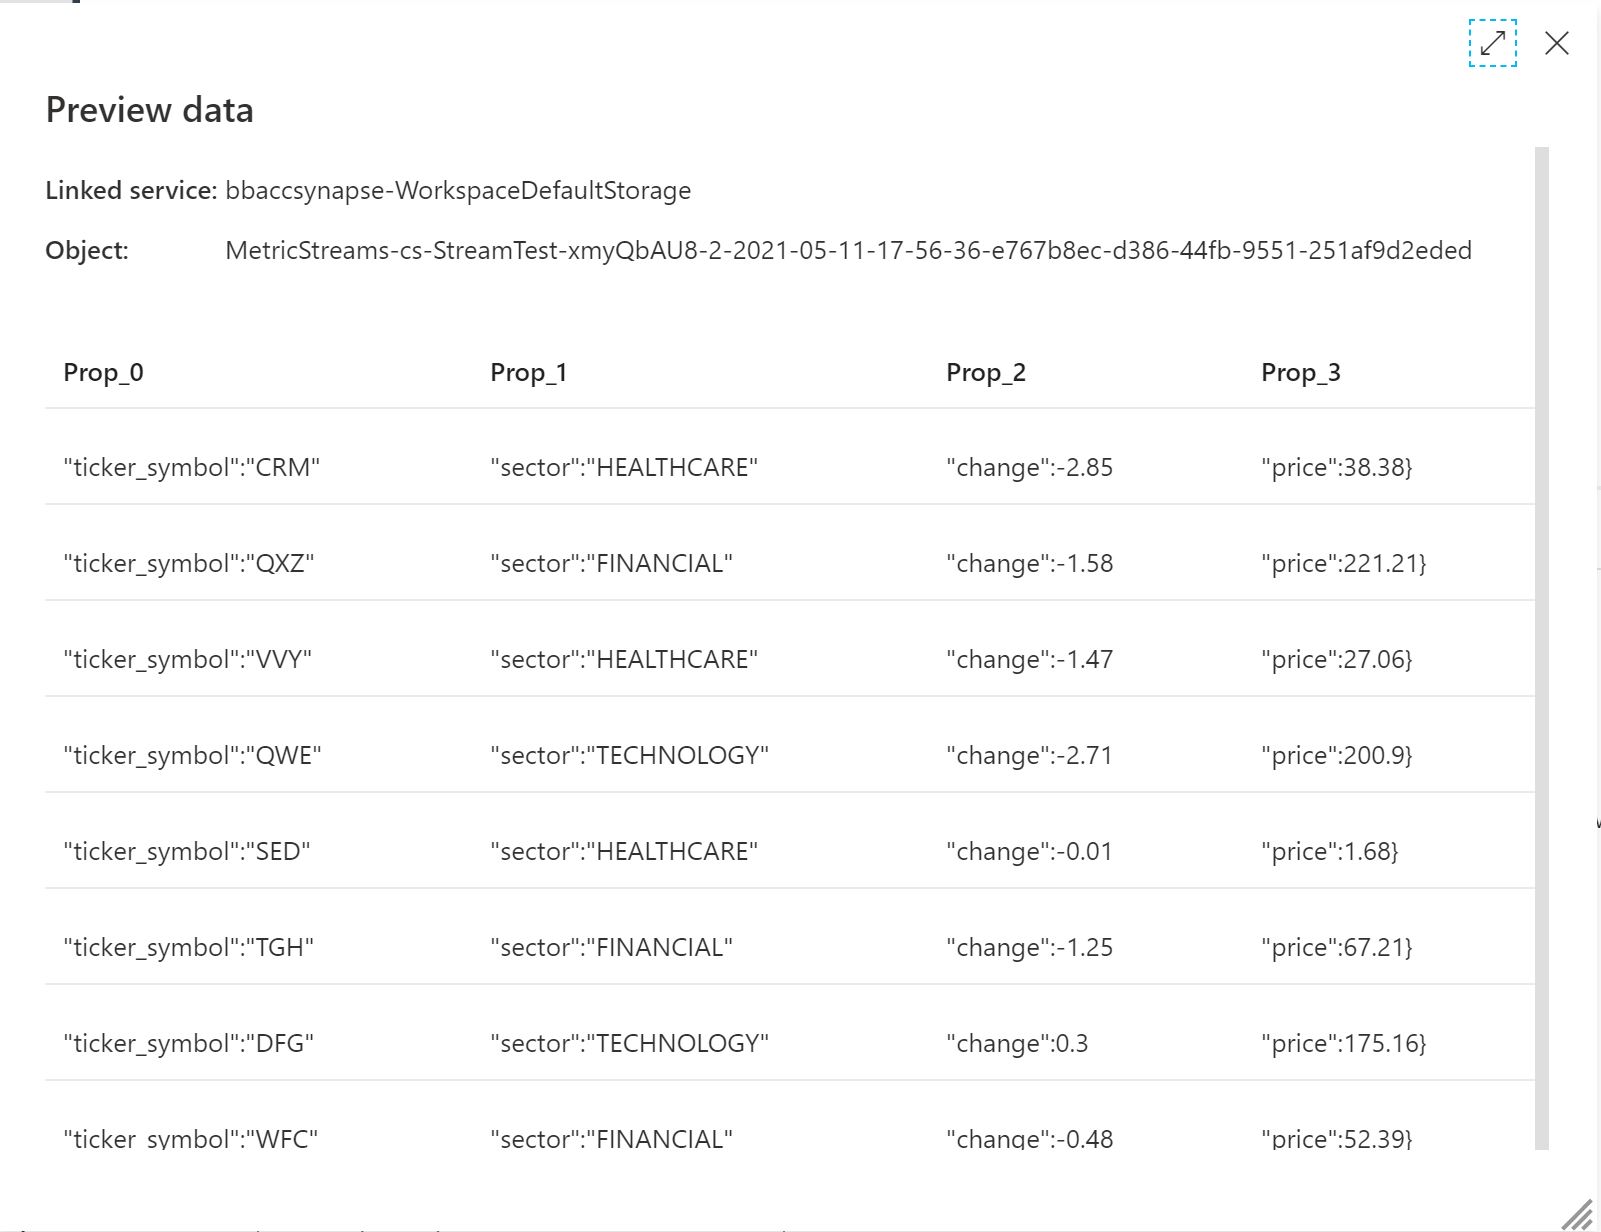 Preview data
Linked service: bbaccsynapse-WorkspaceDefaultStorage
Object: MetricStreams-cs-StreamTest-xmyQbAU8-2-2021-05-11-17-56-36-e767b8ec-d386-44fb-9551-251af9d2eded
Prop_0 Prop_1 Prop_2 Prop_3
"ticker_symbol":"CRM" "sector":"HEALTHCARE" "change":-2.85 "price":38.38}
"ticker_symbol":"QXZ" "sector":"FINANCIAL" "change":-1.58 "price":221.21}
"ticker_symbol":"VVY" "sector":"HEALTHCARE" "change":-1.47 "price":27.06}
"ticker_symbol":"QWE" "sector":"TECHNOLOGY" "change":-2.71 "price":200.9}
"ticker_symbol":"SED" "sector":"HEALTHCARE" "change":-0.01 "price":1.68}
"ticker_symbol":"TGH" "sector":"FINANCIAL" "change":-1.25 "price":67.21}
"ticker_symbol":"DFG" "sector":"TECHNOLOGY" "change":0.3 "price":175.16}
"ticker_symbol":"WFC" "sector":"FINANCIAL" "change":-0.48 "price":52.39}